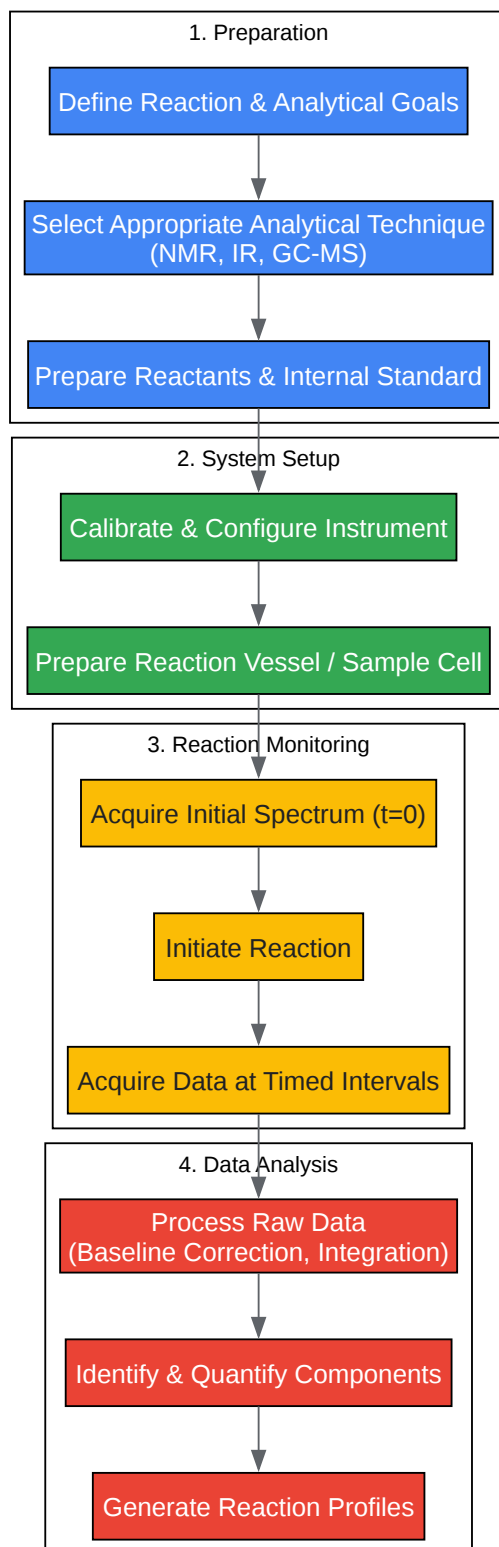 1. Preparation
Define Reaction & Analytical Goals
Select Appropriate Analytical Technique
(NMR, IR, GC-MS)
Prepare Reactants & Internal Standard
2. System Setup
Calibrate & Configure Instrument
Prepare Reaction Vessel / Sample Cell
3. Reaction Monitoring
Acquire Initial Spectrum (t=0)
Initiate Reaction
Acquire Data at Timed Intervals
4. Data Analysis
Process Raw Data
(Baseline Correction, Integration)
Identify & Quantify Components
Generate Reaction Profiles